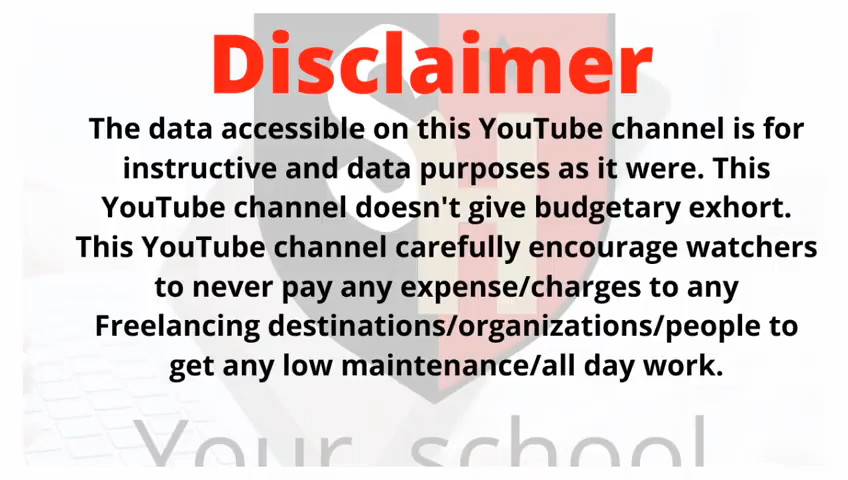 Disclaimer
The data accessible on this YouTube channel is for
instructive and data purposes as it were. This
YouTube channel doesn't give budgetary exhort.
This YouTube channel carefully encourage watchers
to never pay any expense/charges to any
Freelancing destinations/organizations/people to
get any low maintenance/all day work.
SH
Your school